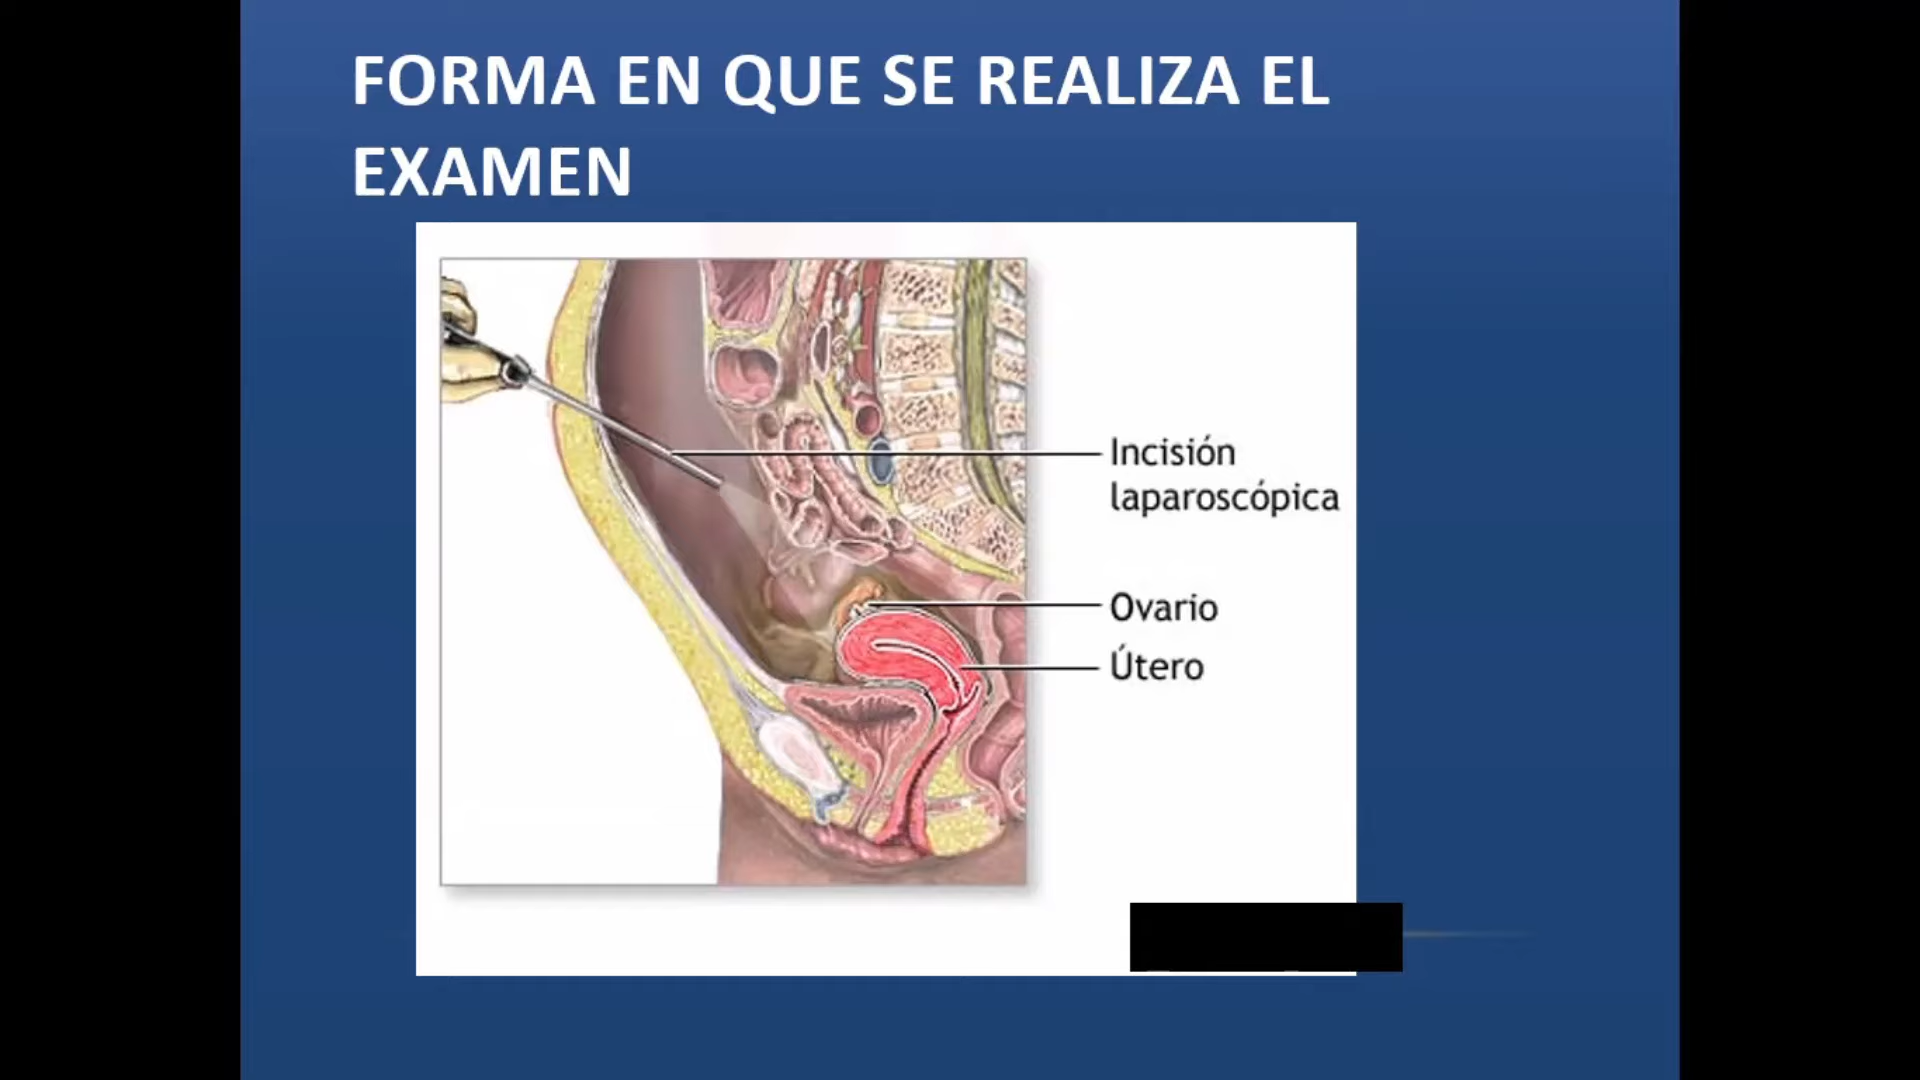 FORMA EN QUE SE REALIZA EL
EXAMEN
Incisión
laparoscópica
Ovario
Útero